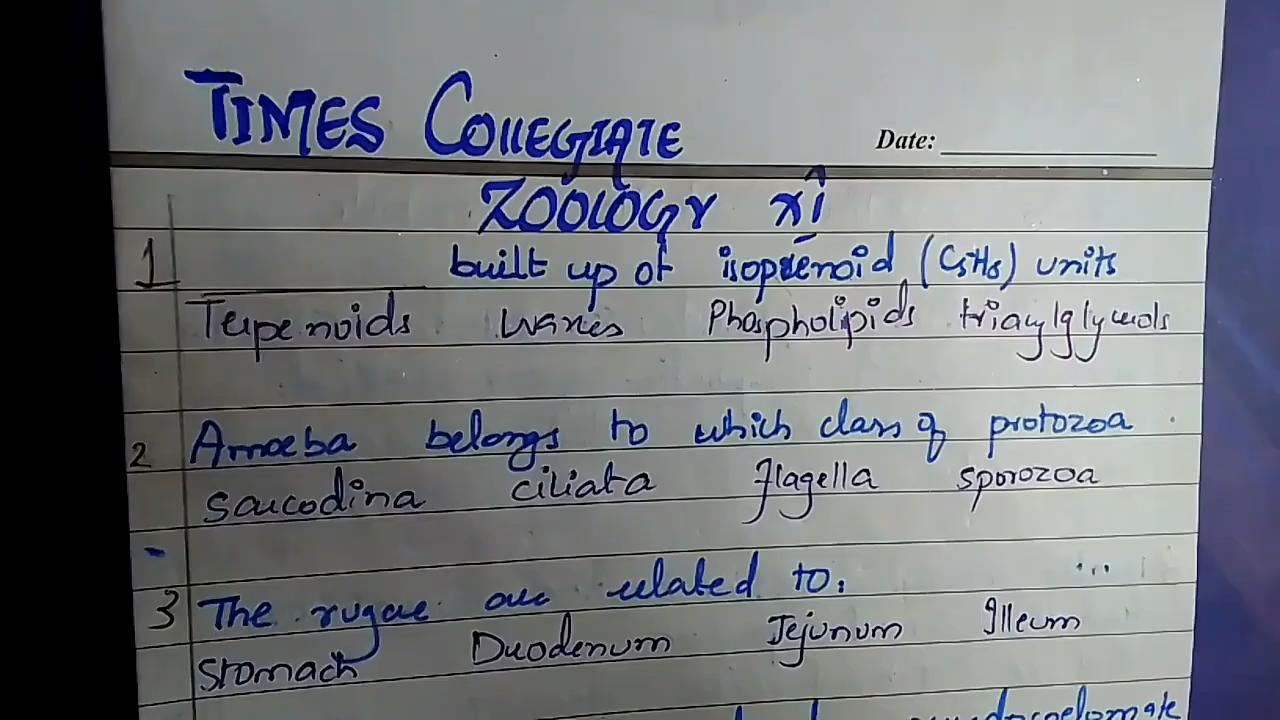 TIMES COLLEGIATE
Date:
ZOOLOGY XI
1 built up of isoprenoid (C5H8) units
Terpenoids waxes Phospholipids triacylglycerols
2 Amoeba belongs to which class of protozoa
Sarcodina ciliata flagella sporozoa
3 The rugae are related to:
Stomach Duodenum Jejunum Illeum
pseudocoelomate